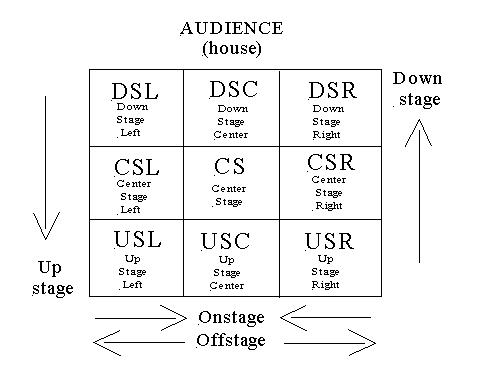 AUDIENCE
(house)
DSL
Down
Stage
Left
DSC
Down
Stage
Center
DSR
Down
Stage
Right
Down
stage
CSL
Center
Stage
Left
CS
Center
Stage
CSR
Center
Stage
Right
USL
Up
Stage
Left
USC
Up
Stage
Center
USR
Up
Stage
Right
Up
stage
Onstage
Offstage